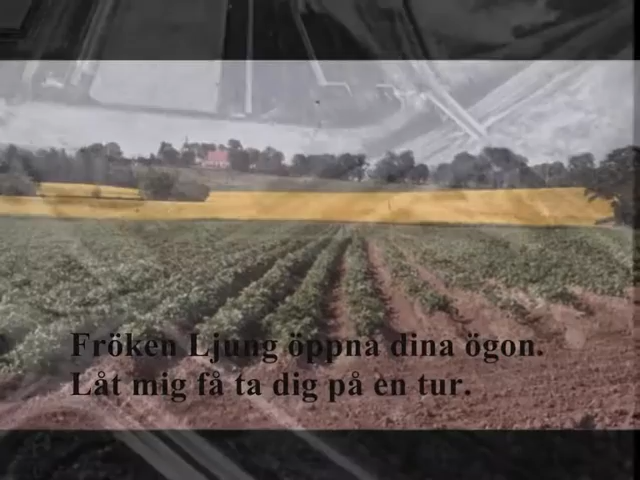 Fröken Ljung öppna dina ögon.
Låt mig få ta dig på en tur.